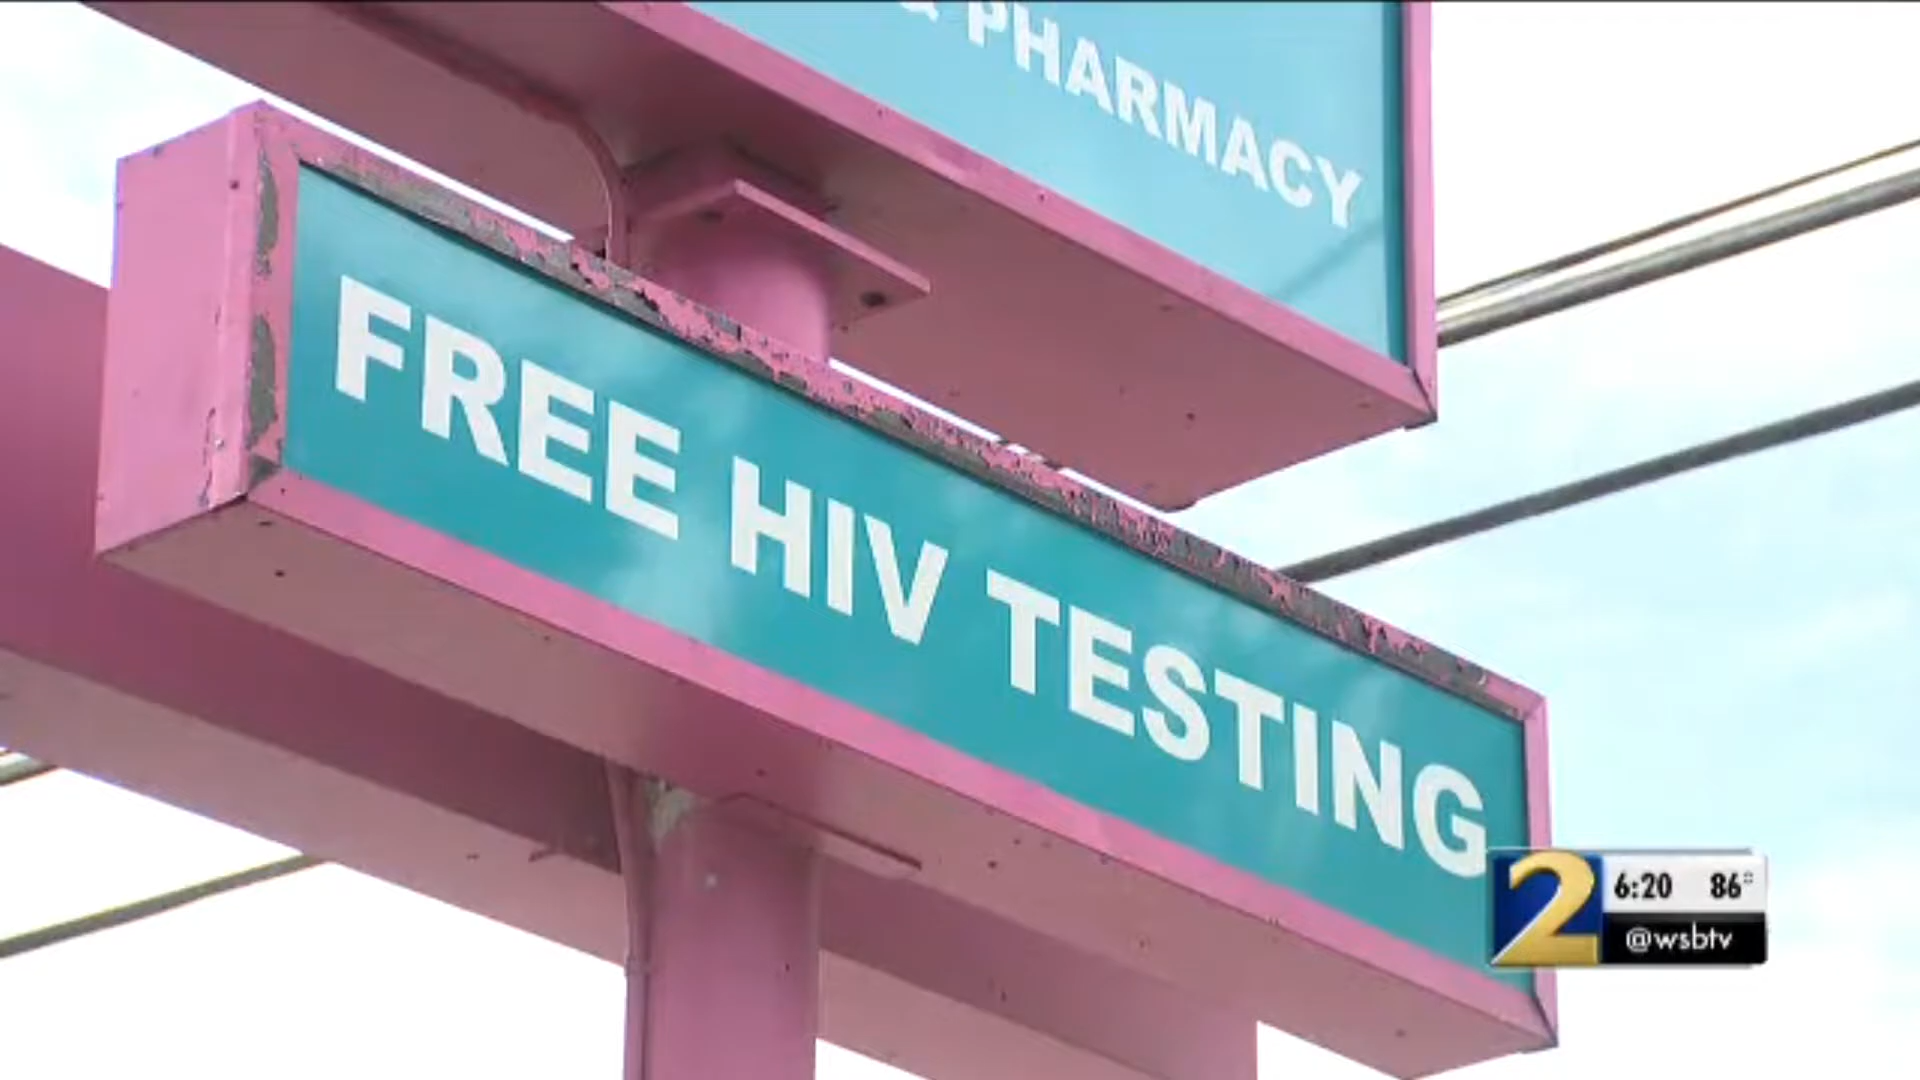 & PHARMACY
FREE HIV TESTING
2
6:20 86°
@wsbtv